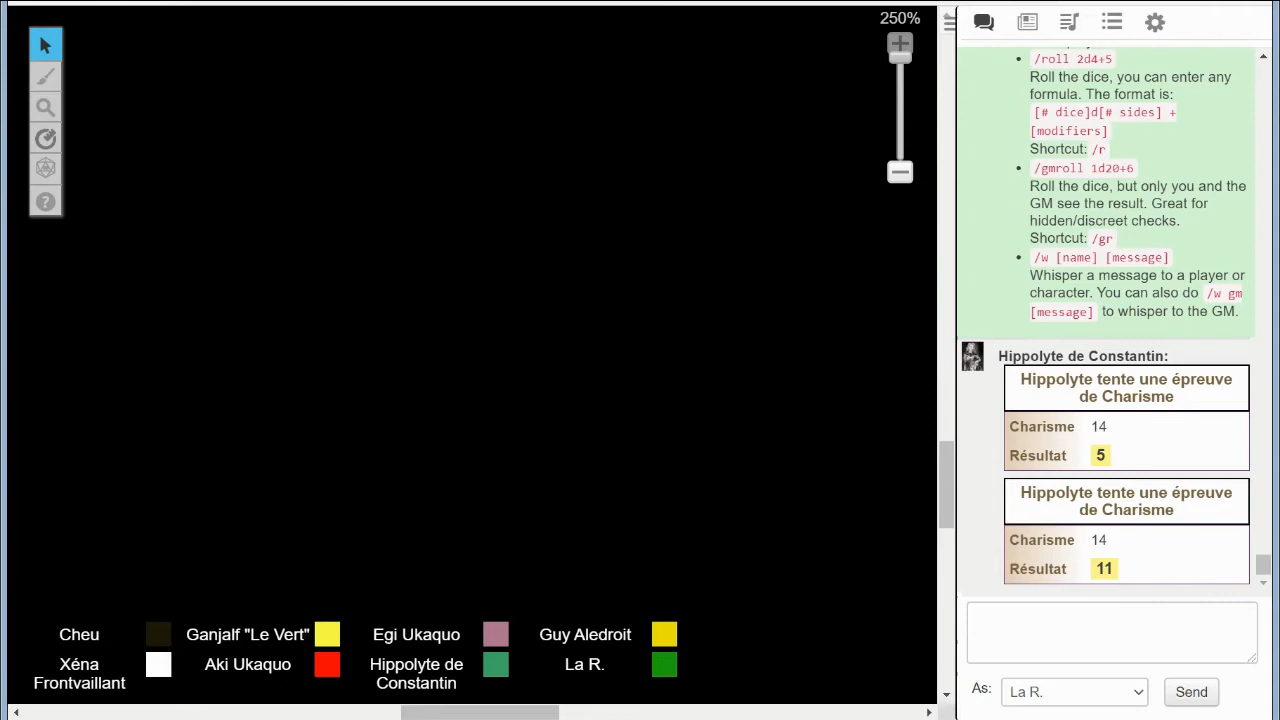 250%
/roll 2d4+5
Roll the dice, you can enter any
formula. The format is:
[# dice]d[# sides] +
[modifiers]
Shortcut: /r
/gmroll 1d20+6
Roll the dice, but only you and the
GM see the result. Great for
hidden/discreet checks.
Shortcut: /gr
/w [name] [message]
Whisper a message to a player or
character. You can also do /w gm
[message] to whisper to the GM.
Hippolyte de Constantin:
Hippolyte tente une épreuve
de Charisme
Charisme 14
Résultat 5
Hippolyte tente une épreuve
de Charisme
Charisme 14
Résultat 11
Cheu Ganjalf "Le Vert" Egi Ukaquo Guy Aledroit
Xéna Frontvaillant Aki Ukaquo Hippolyte de Constantin La R.
As: La R. Send